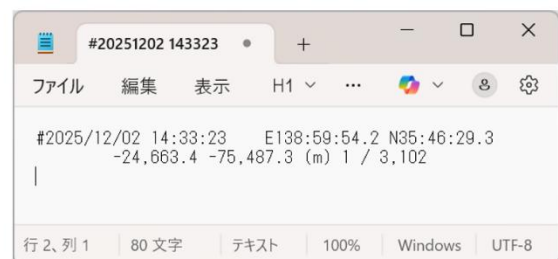 #20251202 143323
ファイル 編集 表示 H1 …
#2025/12/02 14:33:23 E138:59:54.2 N35:46:29.3
-24,663.4 -75,487.3 (m) 1 / 3,102
行 2、列 1 80 文字 テキスト 100% Windows UTF-8